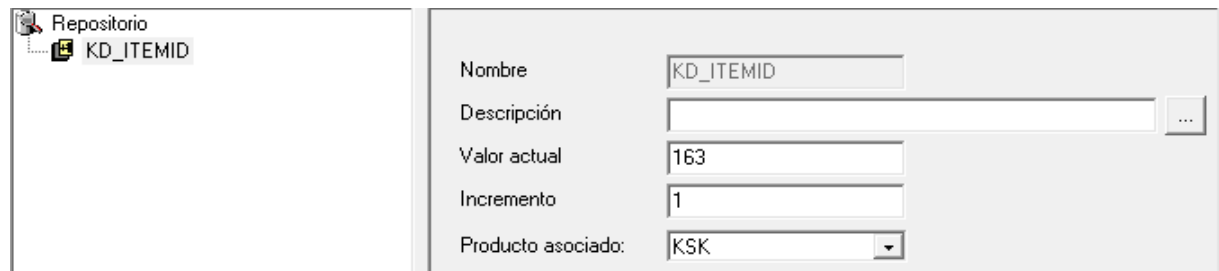 Repositorio
KD_ITEMID
Nombre KD_ITEMID
Descripción ...
Valor actual 163
Incremento 1
Producto asociado: KSK